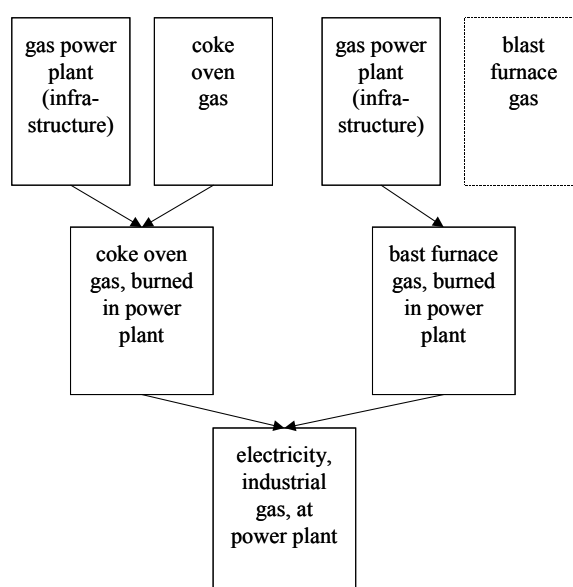 gas power
plant
(infra-
structure)
coke
oven
gas
gas power
plant
(infra-
structure)
blast
furnace
gas
coke oven
gas, burned
in power
plant
bast furnace
gas, burned
in power
plant
electricity,
industrial
gas, at
power plant